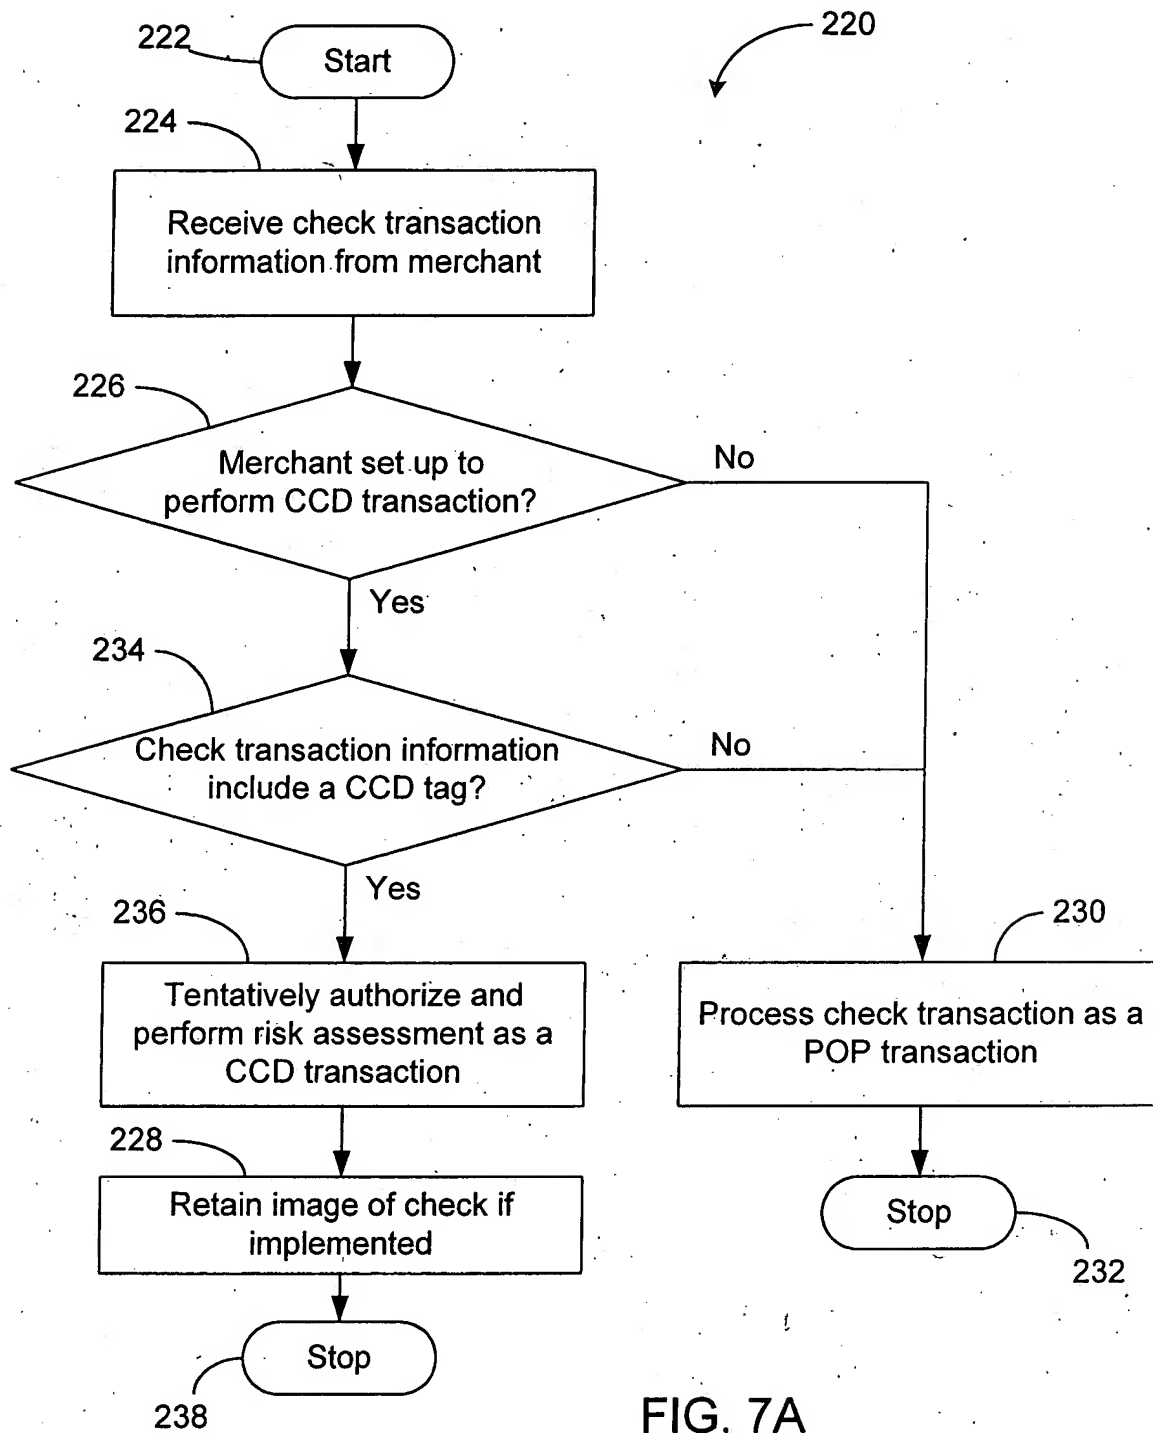 220
222
Start
224
Receive check transaction
information from merchant
226
Merchant set up to
perform CCD transaction?
No
Yes
234
Check transaction information
include a CCD tag?
No
Yes
236
Tentatively authorize and
perform risk assessment as a
CCD transaction
230
Process check transaction as a
POP transaction
228
Retain image of check if
implemented
Stop
232
Stop
238
FIG. 7A